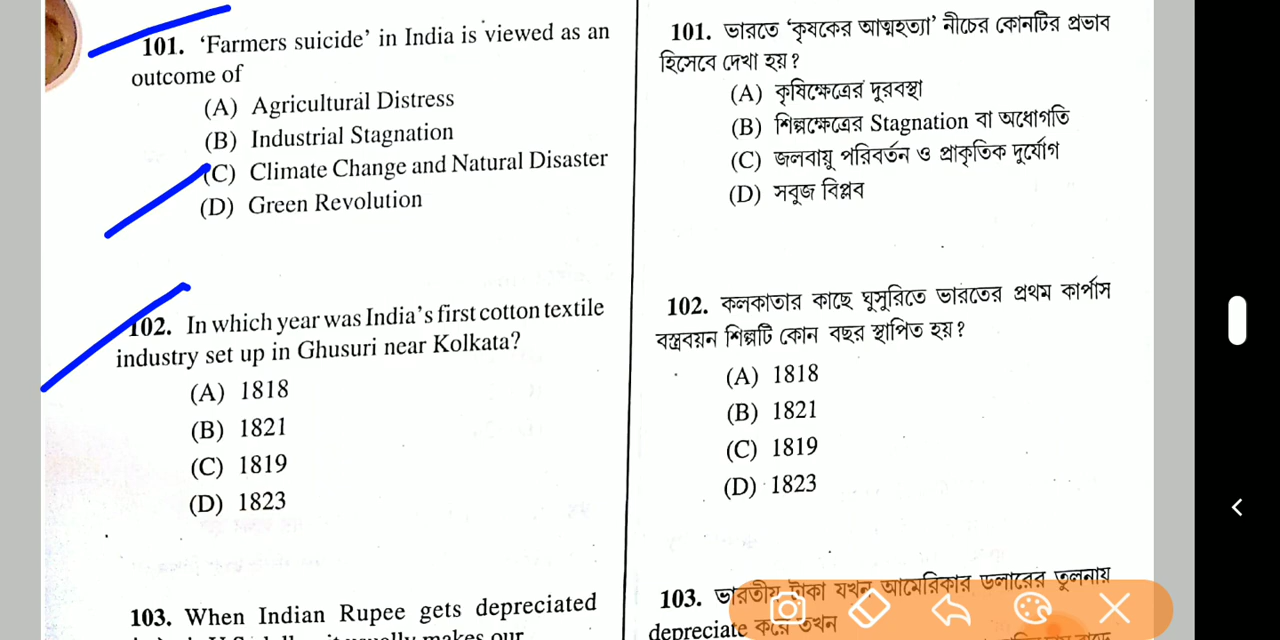 101. ‘Farmers suicide’ in India is viewed as an
outcome of
(A) Agricultural Distress
(B) Industrial Stagnation
(C) Climate Change and Natural Disaster
(D) Green Revolution
102. In which year was India’s first cotton textile
industry set up in Ghusuri near Kolkata?
(A) 1818
(B) 1821
(C) 1819
(D) 1823
103. When Indian Rupee gets depreciated
101. ভারতে ‘কৃষকের আত্মহত্যা’ নীচের কোনটির প্রভাব
হিসেবে দেখা হয়?
(A) কৃষিক্ষেত্রের দুরবস্থা
(B) শিল্পক্ষেত্রের Stagnation বা অধোগতি
(C) জলবায়ু পরিবর্তন ও প্রাকৃতিক দুর্যোগ
(D) সবুজ বিপ্লব
102. কলকাতার কাছে ঘুসুরিতে ভারতের প্রথম কার্পাস
বস্ত্রবয়ন শিল্পটি কোন বছর স্থাপিত হয়?
(A) 1818
(B) 1821
(C) 1819
(D) 1823
103. ভারতীয় টাকা যখন আমেরিকার ডলারের তুলনায়
depreciate করে তখন